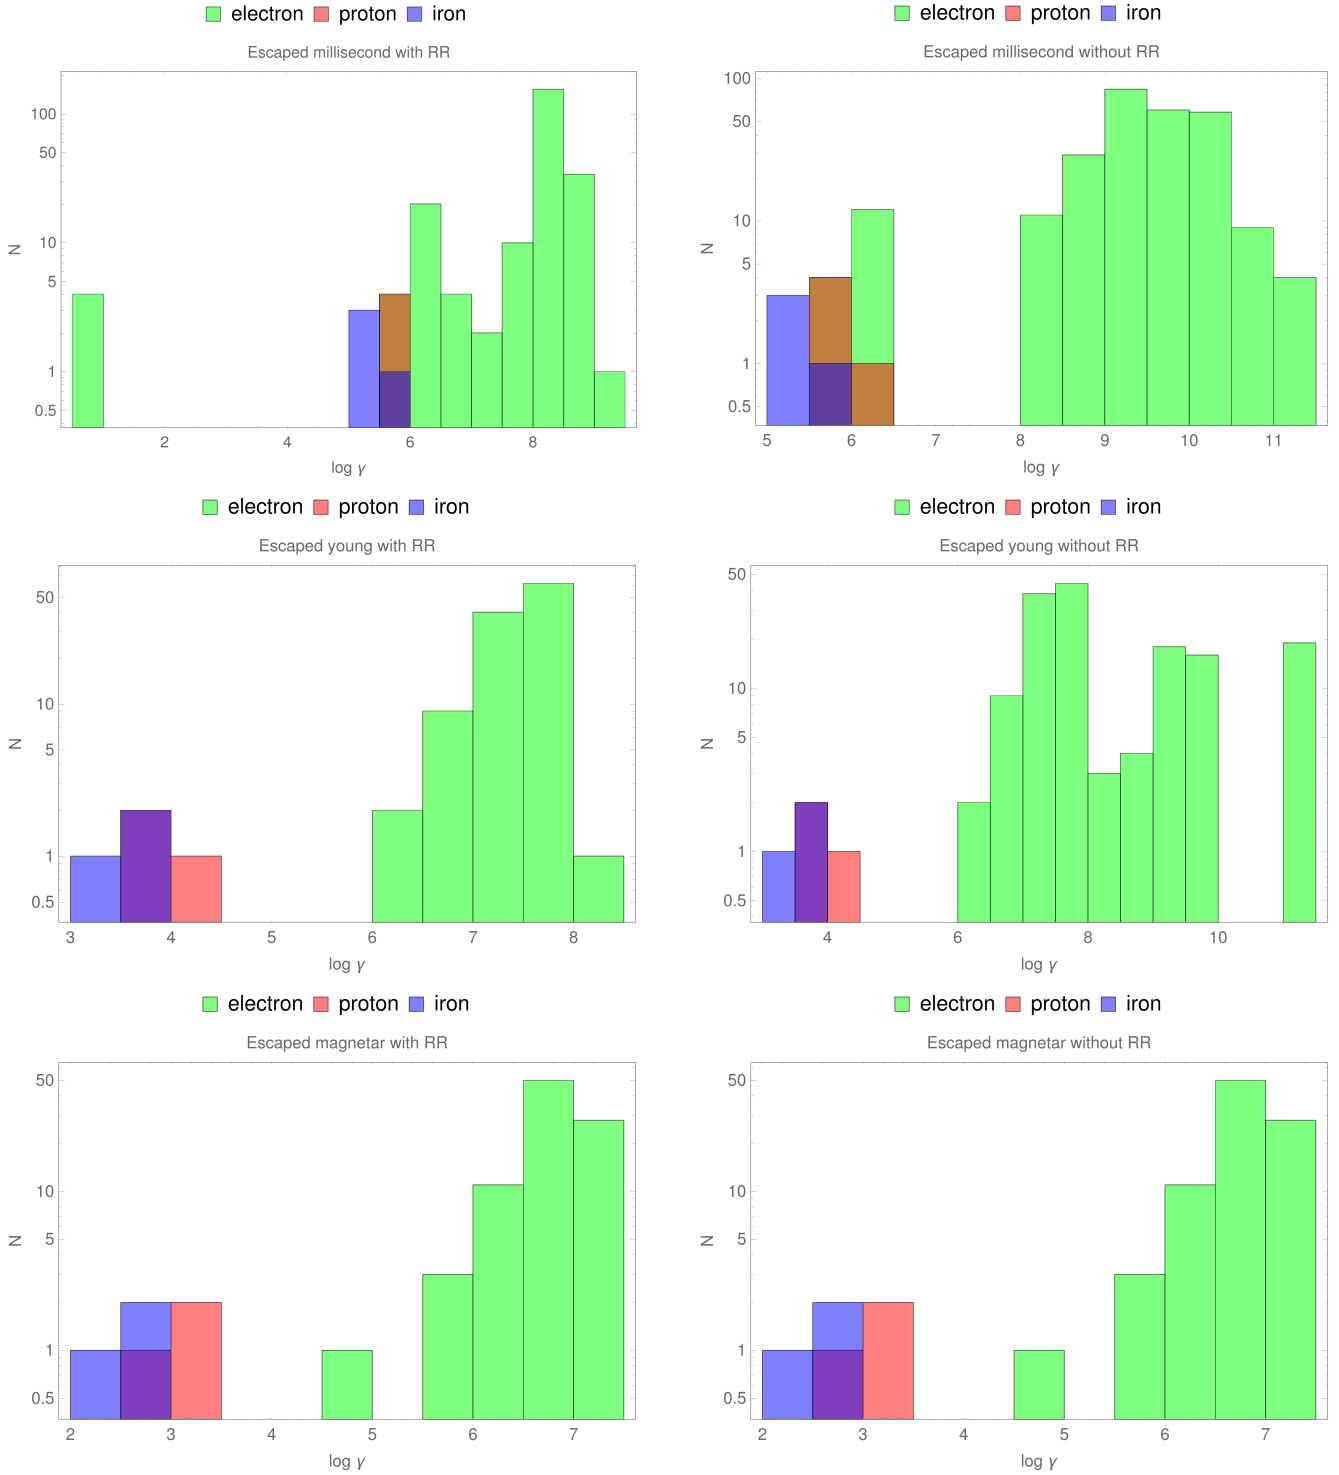 electron proton iron
Escaped millisecond with RR
100
50
10
5
1
0.5
N
2 4 6 8
log γ
electron proton iron
Escaped millisecond without RR
100
50
10
5
1
0.5
N
5 6 7 8 9 10 11
log γ
electron proton iron
Escaped young with RR
50
10
5
1
0.5
N
3 4 5 6 7 8
log γ
electron proton iron
Escaped young without RR
50
10
5
1
0.5
N
4 6 8 10
log γ
electron proton iron
Escaped magnetar with RR
50
10
5
1
0.5
N
2 3 4 5 6 7
log γ
electron proton iron
Escaped magnetar without RR
50
10
5
1
0.5
N
2 3 4 5 6 7
log γ